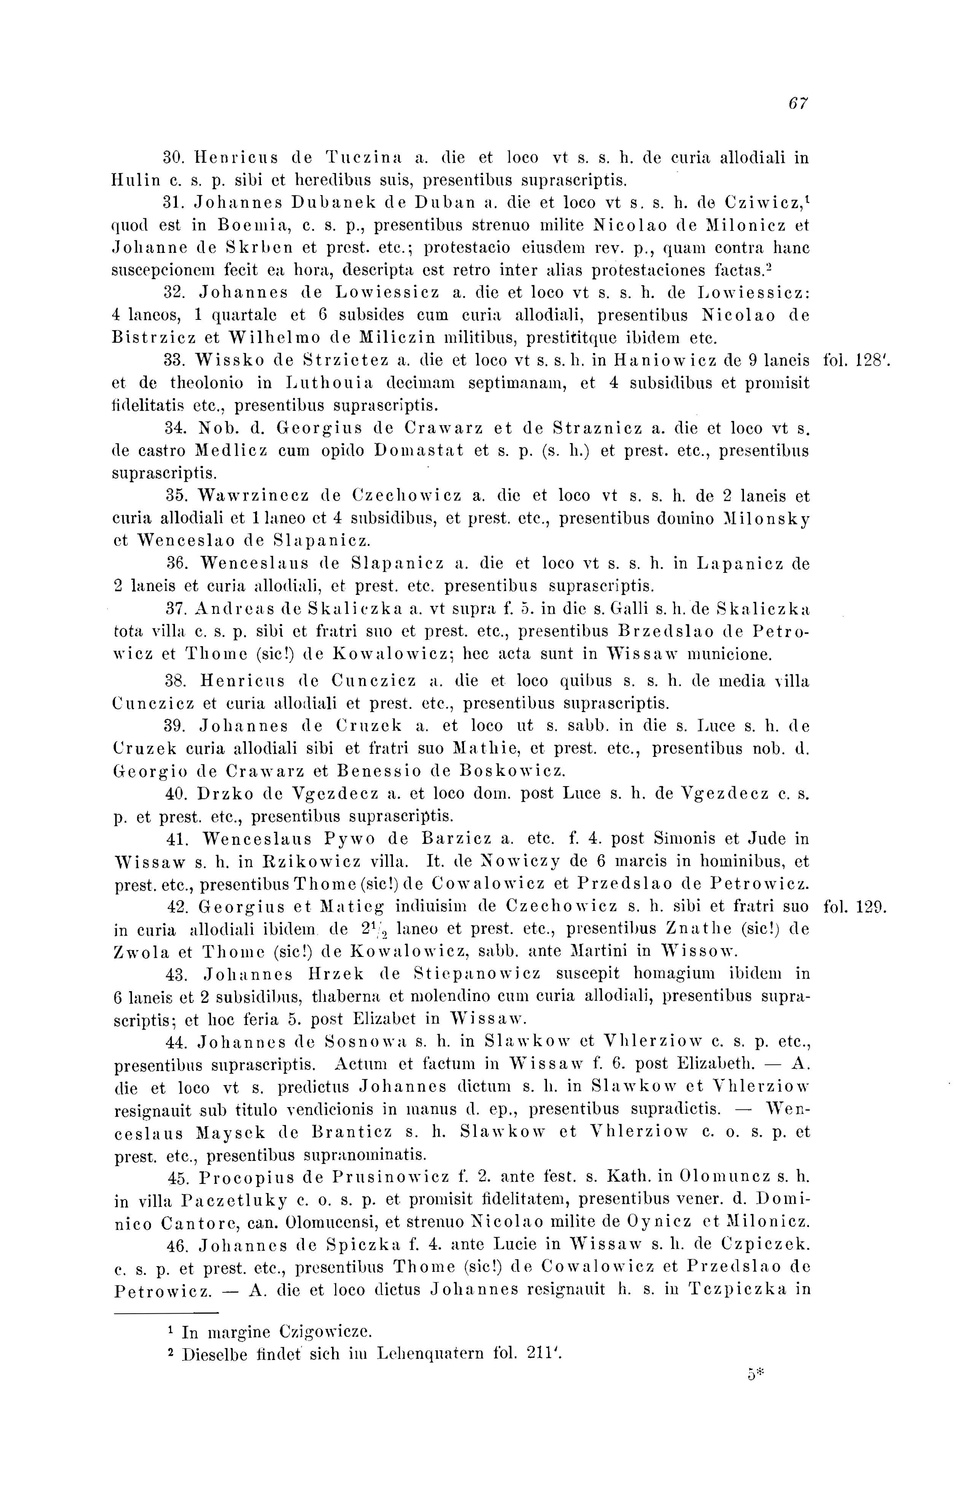 67
30. Henricus de Tuczina a. die et loco vt s. s. h. de curia allodiali in
Hulin c. s. p. sibi et heredibus suis, presentibus suprascriptis.
31. Johannes Dubanek de Duban a. die et loco vt s. s. h. de Cziwicz,¹
quod est in Boemia, c. s. p., presentibus strenuo milite Nicolao de Milonicz et
Johanne de Skrben et prest. etc.; protestacio eiusdem rev. p., quam contra hanc
suscepcionem fecit ea hora, descripta est retro inter alias protestaciones factas.²
32. Johannes de Lowiessicz a. die et loco vt s. s. h. de Lowiessicz:
4 laneos, 1 quartale et 6 subsides cum curia allodiali, presentibus Nicolao de
Bistrzicz et Wilhelmo de Miliczin militibus, prestititque ibidem etc.
33. Wissko de Strzietez a. die et loco vt s. s. h. in Haniowicz de 9 laneis fol. 128'.
et de theolonio in Luthouia decimam septimanam, et 4 subsidibus et promisit
fidelitatis etc., presentibus suprascriptis.
34. Nob. d. Georgius de Crawarz et de Straznicz a. die et loco vt s.
de castro Medlicz cum opido Domastat et s. p. (s. h.) et prest. etc., presentibus
suprascriptis.
35. Wawrzinecz de Czechowicz a. die et loco vt s. s. h. de 2 laneis et
curia allodiali et 1 laneo et 4 subsidibus, et prest. etc., presentibus domino Milonsky
et Wenceslao de Slapanicz.
36. Wenceslaus de Slapanicz a. die et loco vt s. s. h. in Lapanicz de
2 laneis et curia allodiali, et prest. etc. presentibus suprascriptis.
37. Andreas de Skaliczka a. vt supra f. 5. in die s. Galli s. h. de Skaliczka
tota villa c. s. p. sibi et fratri suo et prest. etc., presentibus Brzedslao de Petro-
wicz et Thome (sic!) de Kowalowicz; hec acta sunt in Wissaw municione.
38. Henricus de Cunczicz a. die et loco quibus s. s. h. de media villa
Cunczicz et curia allodiali et prest. etc., presentibus suprascriptis.
39. Johannes de Cruzek a. et loco ut s. sabb. in die s. Luce s. h. de
Cruzek curia allodiali sibi et fratri suo Mathie, et prest. etc., presentibus nob. d.
Georgio de Crawarz et Benessio de Boskowicz.
40. Drzko de Vgezdecz a. et loco dom. post Luce s. h. de Vgezdecz c. s.
p. et prest. etc., presentibus suprascriptis.
41. Wenceslaus Pywo de Barzicz a. etc. f. 4. post Simonis et Jude in
Wissaw s. h. in Rzikowicz villa. It. de Nowiczy de 6 marcis in hominibus, et
prest. etc., presentibus Thome (sic!) de Cowalowicz et Przedslao de Petrowicz.
42. Georgius et Matieg indiuisim de Czechowicz s. h. sibi et fratri suo fol. 129.
in curia allodiali ibidem de 2¹/₂ laneo et prest. etc., presentibus Znathe (sic!) de
Zwola et Thome (sic!) de Kowalowicz, sabb. ante Martini in Wissow.
43. Johannes Hrzek de Stiepanowicz suscepit homagium ibidem in
6 laneis et 2 subsidibus, thaberna et molendino cum curia allodiali, presentibus supra-
scriptis; et hoc feria 5. post Elizabet in Wissaw.
44. Johannes de Sosnowa s. h. in Slawkow et Vhlerziow c. s. p. etc.,
presentibus suprascriptis. Actum et factum in Wissaw f. 6. post Elizabeth. — A.
die et loco vt s. predictus Johannes dictum s. h. in Slawkow et Vhlerziow
resignauit sub titulo vendicionis in manus d. ep., presentibus supradictis. — Wen-
ceslaus Maysek de Branticz s. h. Slawkow et Vhlerziow c. o. s. p. et
prest. etc., presentibus supranominatis.
45. Procopius de Prusinowicz f. 2. ante fest. s. Kath. in Olomuncz s. h.
in villa Paczetluky c. o. s. p. et promisit fidelitatem, presentibus vener. d. Domi-
nico Cantore, can. Olomucensi, et strenuo Nicolao milite de Oynicz et Milonicz.
46. Johannes de Spiczka f. 4. ante Lucie in Wissaw s. h. de Czpiczek.
c. s. p. et prest. etc., presentibus Thome (sic!) de Cowalowicz et Przedslao de
Petrowicz. — A. die et loco dictus Johannes resignauit h. s. in Tczpiczka in
¹ In margine Czigowicze.
² Dieselbe findet sich im Lehenquatern fol. 211'.
5*